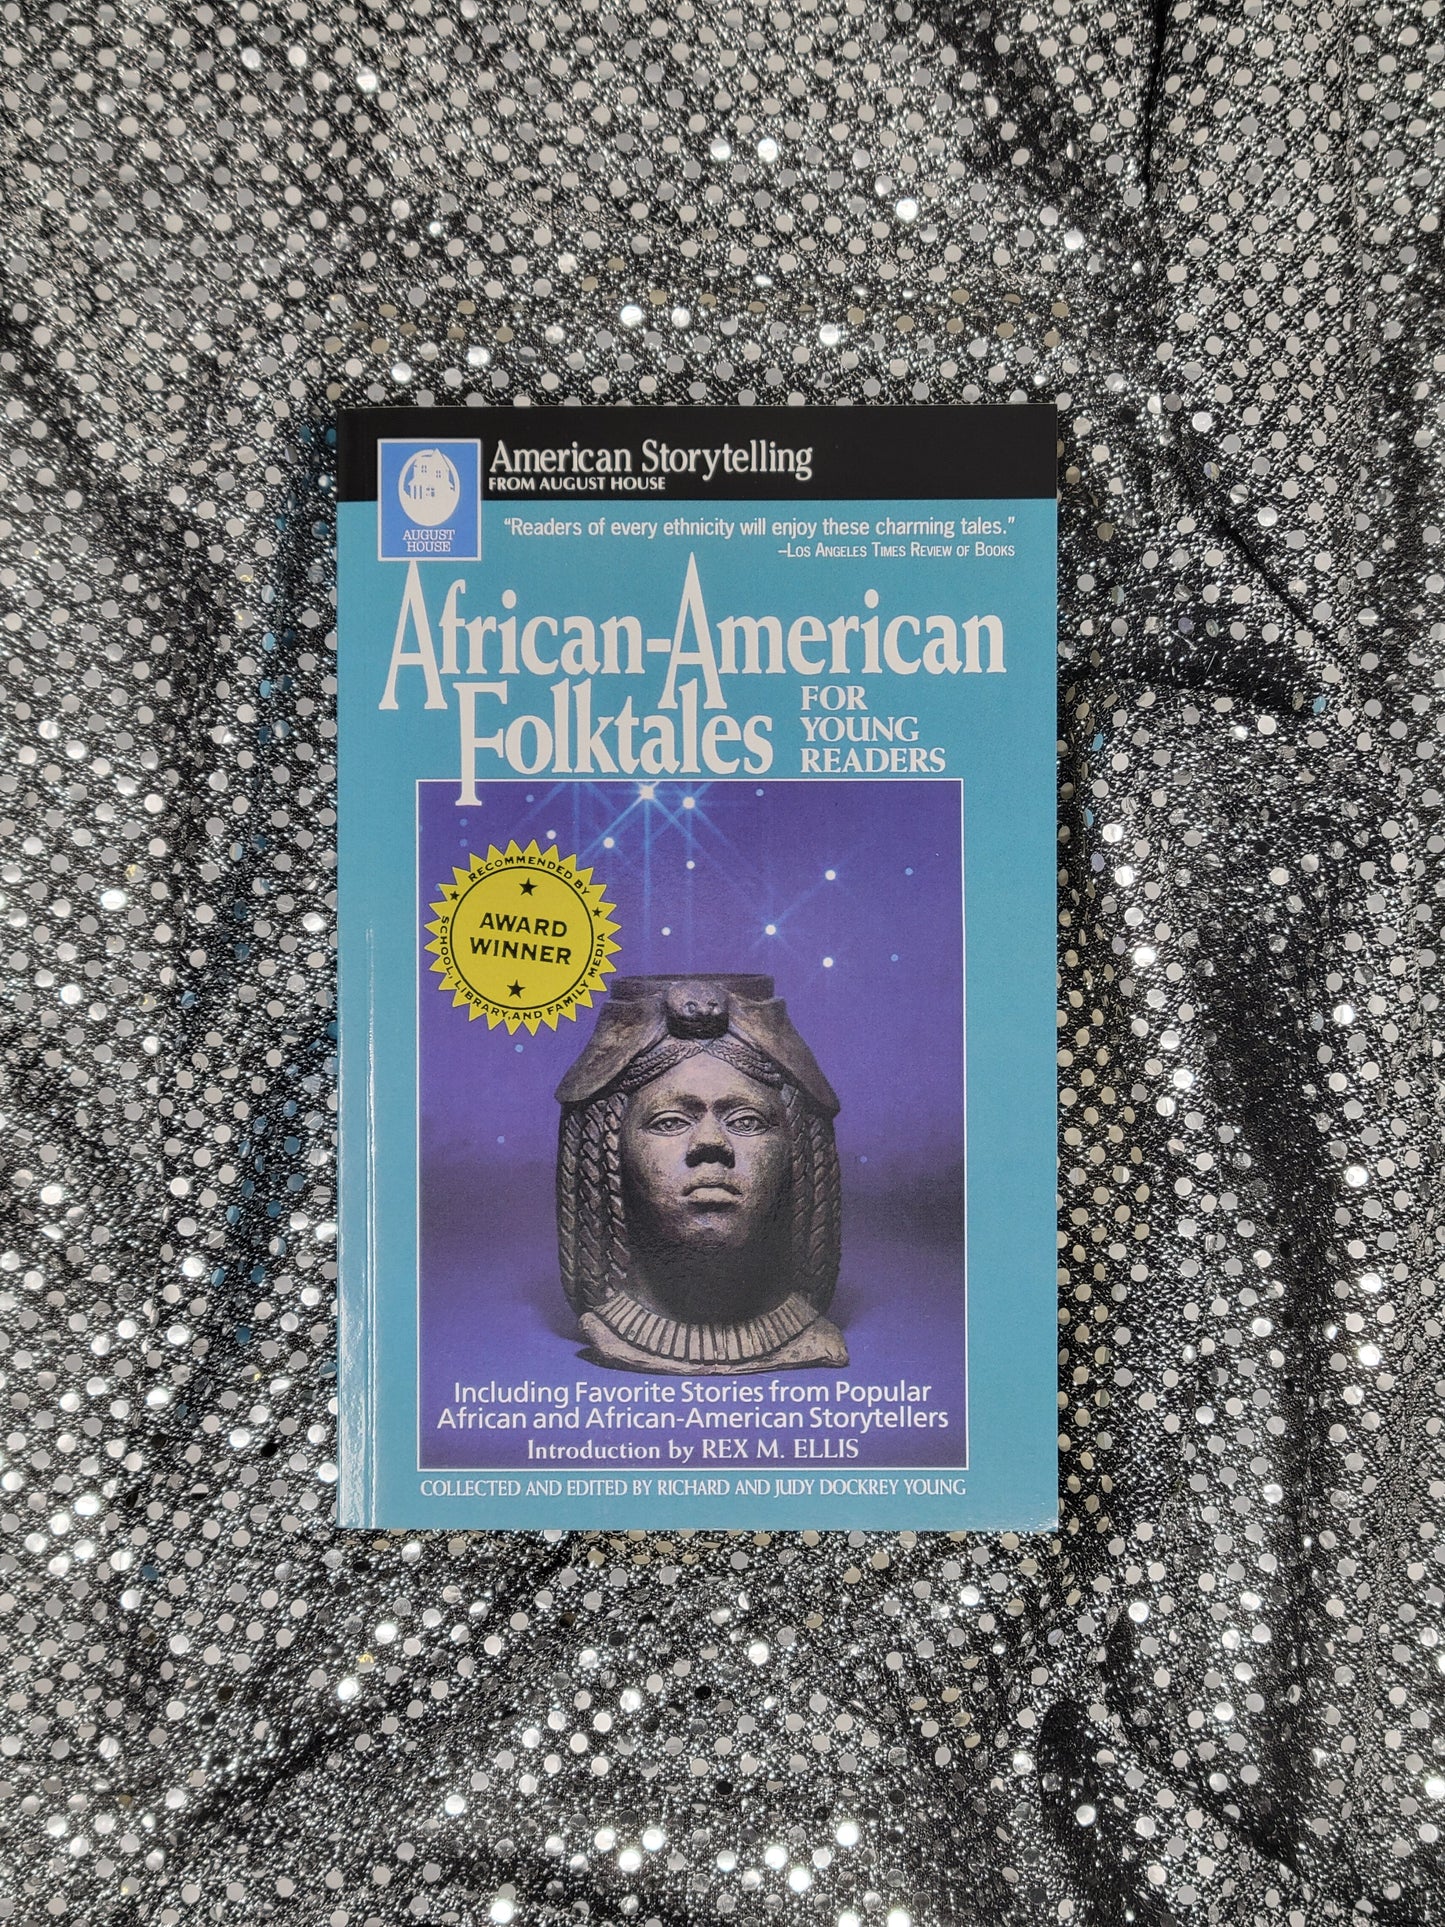 American Storytelling
FROM AUGUST HOUSE
AUGUST
HOUSE
“Readers of every ethnicity will enjoy these charming tales.”
–LOS ANGELES TIMES REVIEW OF BOOKS
African-American
Folktales
FOR
YOUNG
READERS
RECOMMENDED BY
AWARD
WINNER
SCHOOL, LIBRARY, AND FAMILY MEDIA
Including Favorite Stories from Popular
African and African-American Storytellers
Introduction by REX M. ELLIS
COLLECTED AND EDITED BY RICHARD AND JUDY DOCKREY YOUNG